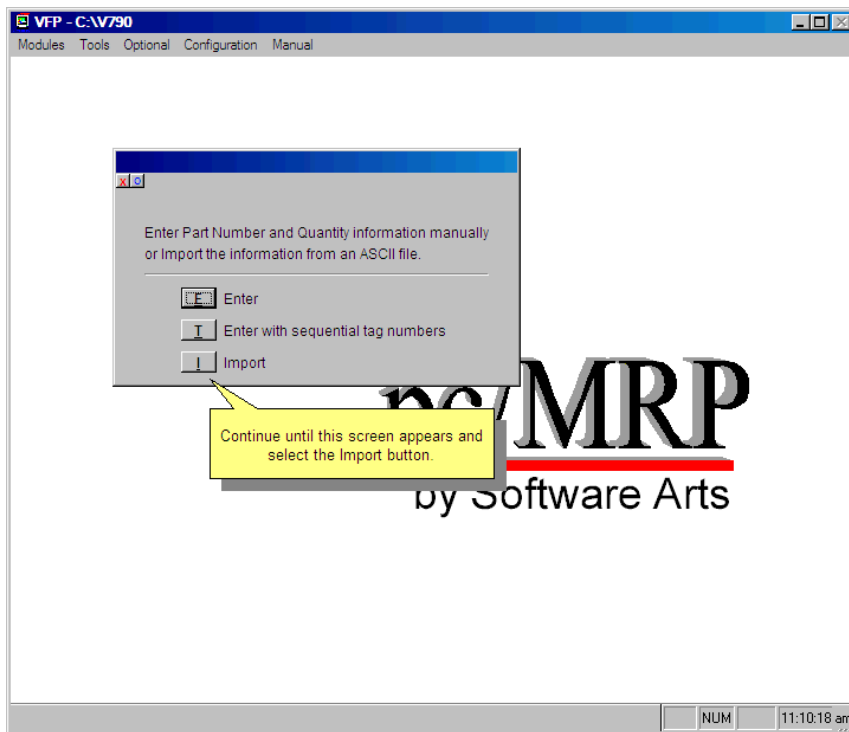 VFP - C:\V790
Modules Tools Optional Configuration Manual
X O
Enter Part Number and Quantity information manually
or Import the information from an ASCII file.
E Enter
T Enter with sequential tag numbers
I Import
Continue until this screen appears and
select the Import button.
pc/MRP
by Software Arts
NUM 11:10:18 am